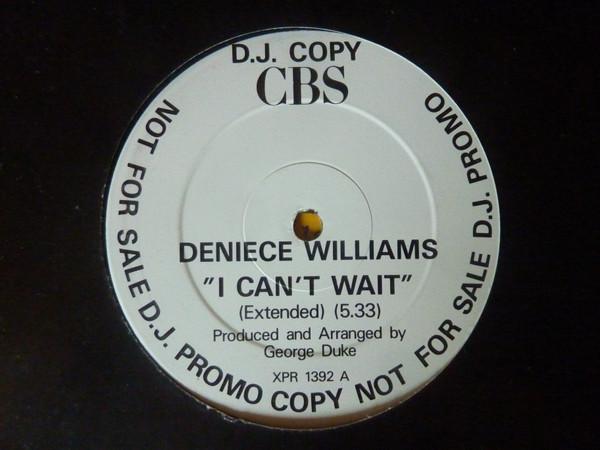 D.J. COPY
CBS
DENIECE WILLIAMS
"I CAN'T WAIT"
(Extended) (5.33)
Produced and Arranged by
George Duke
XPR 1392 A
NOT FOR SALE D.J. PROMO COPY NOT FOR SALE D.J. PROMO